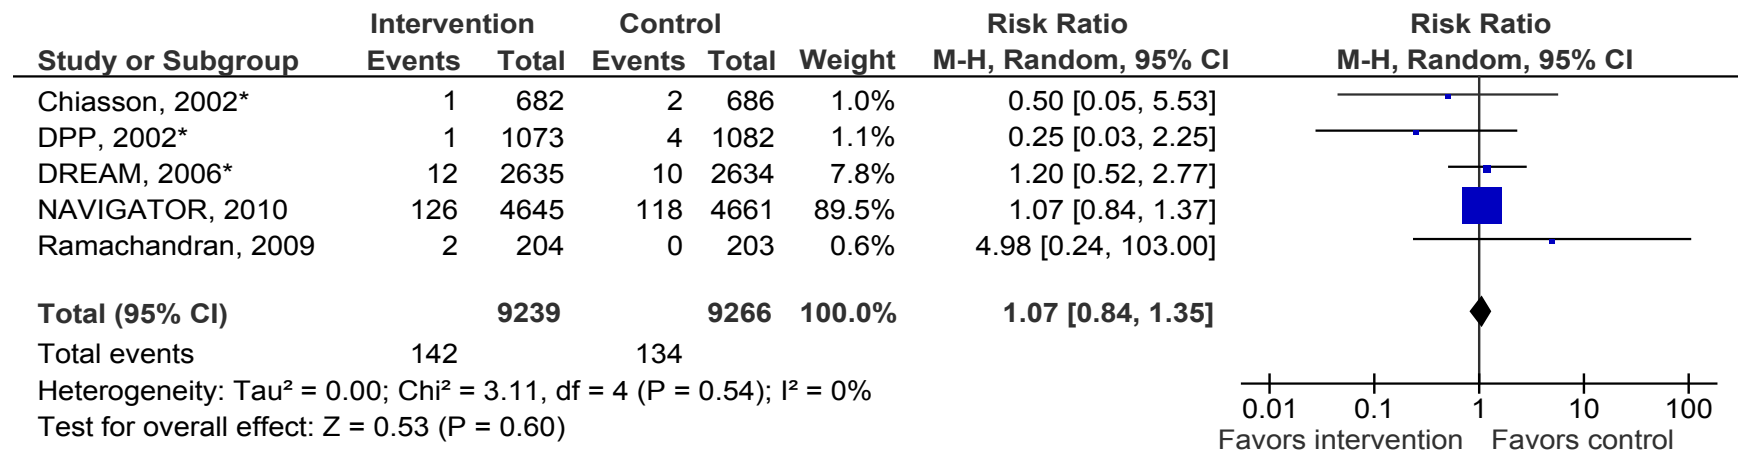 Intervention Control Risk Ratio Risk Ratio
Study or Subgroup Events Total Events Total Weight M-H, Random, 95% CI M-H, Random, 95% CI
Chiasson, 2002* 1 682 2 686 1.0% 0.50 [0.05, 5.53]
DPP, 2002* 1 1073 4 1082 1.1% 0.25 [0.03, 2.25]
DREAM, 2006* 12 2635 10 2634 7.8% 1.20 [0.52, 2.77]
NAVIGATOR, 2010 126 4645 118 4661 89.5% 1.07 [0.84, 1.37]
Ramachandran, 2009 2 204 0 203 0.6% 4.98 [0.24, 103.00]
Total (95% CI) 9239 9266 100.0% 1.07 [0.84, 1.35]
Total events 142 134
Heterogeneity: Tau² = 0.00; Chi² = 3.11, df = 4 (P = 0.54); I² = 0%
Test for overall effect: Z = 0.53 (P = 0.60)
0.01 0.1 1 10 100
Favors intervention Favors control